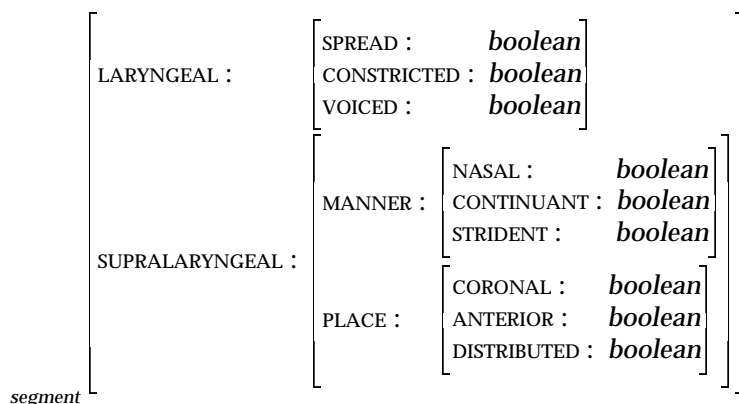 SPREAD : boolean
LARYNGEAL : CONSTRICTED : boolean
VOICED : boolean
NASAL : boolean
MANNER : CONTINUANT : boolean
STRIDENT : boolean
SUPRALARYNGEAL :
CORONAL : boolean
PLACE : ANTERIOR : boolean
DISTRIBUTED : boolean
segment